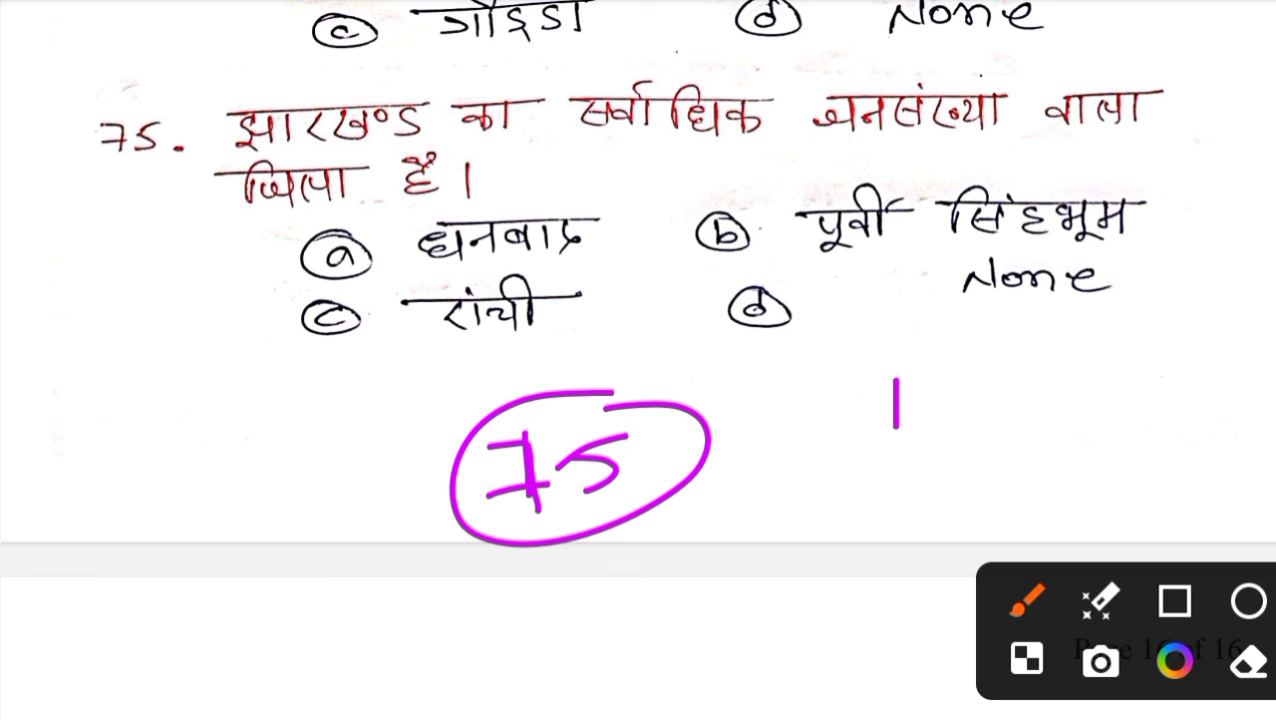 c गोड्डा d None
75. झारखण्ड का सर्वाधिक जनसंख्या वाला
जिला है।
a धनबाद b पूर्वी सिंहभूम
c रांची d None
75